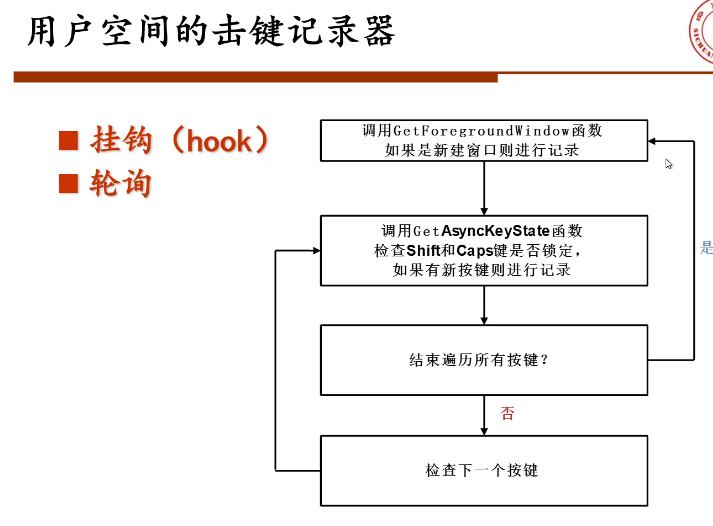 用户空间的击键记录器
挂钩（hook）
轮询
调用GetForegroundWindow函数
如果是新建窗口则进行记录
调用GetAsyncKeyState函数
检查Shift和Caps键是否锁定，
如果有新按键则进行记录
是
结束遍历所有按键？
否
检查下一个按键